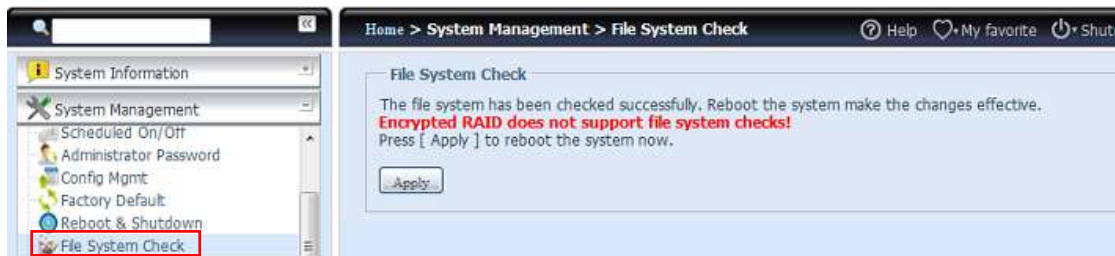 Home > System Management > File System Check
Help
My favorite
System Information
System Management
Scheduled On/Off
Administrator Password
Config Mgmt
Factory Default
Reboot & Shutdown
File System Check
File System Check
The file system has been checked successfully. Reboot the system make the changes effective.
Encrypted RAID does not support file system checks!
Press [ Apply ] to reboot the system now.
Apply